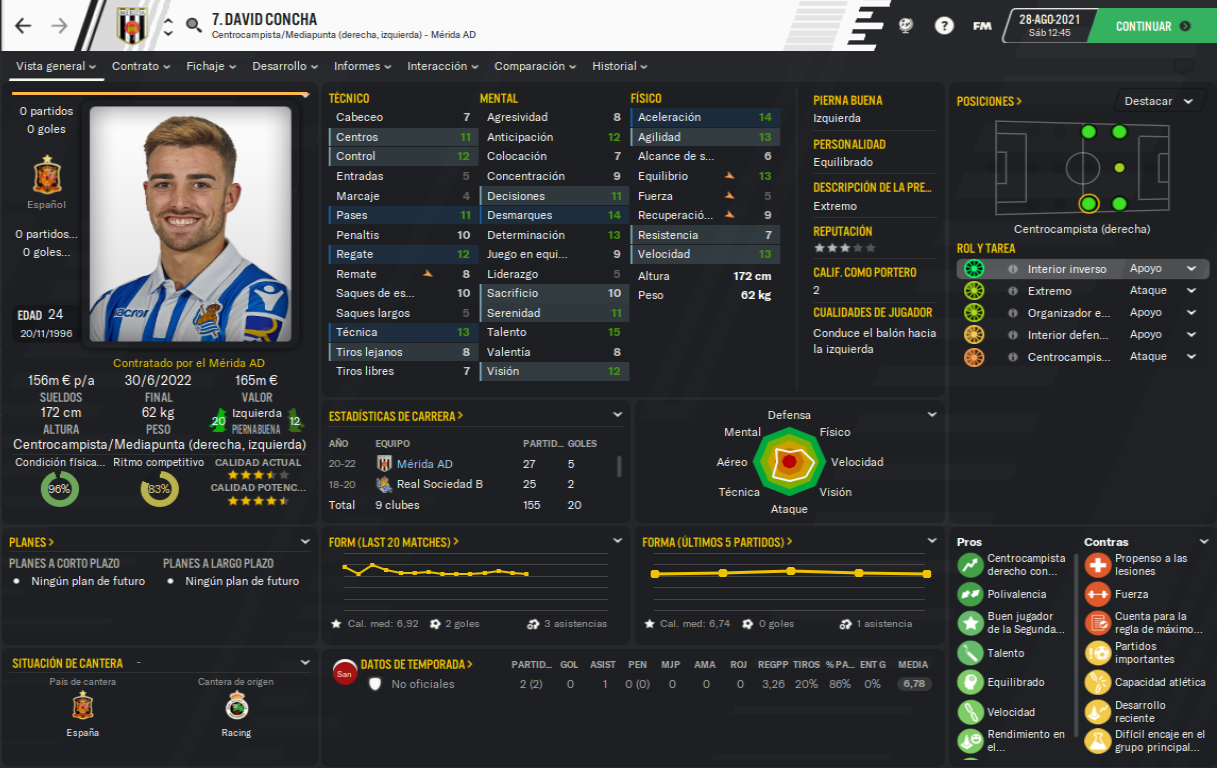 7. DAVID CONCHA
Centrocampista/Mediapunta (derecha, izquierda) - Mérida AD
?
FM
28-AGO-2021
Sáb 12:45
CONTINUAR
Vista general
Contrato
Fichaje
Desarrollo
Informes
Interacción
Comparación
Historial
0 partidos
0 goles
Español
0 partidos...
0 goles...
EDAD 24
20/11/1996
Contratado por el Mérida AD
156m € p/a
SUELDOS
30/6/2022
FINAL
165m €
VALOR
172 cm
ALTURA
62 kg
PESO
20 Izquierda 12
PIERNA BUENA
Centrocampista/Mediapunta (derecha, izquierda)
Condición física...
96%
Ritmo competitivo
83%
CALIDAD ACTUAL
CALIDAD POTENC...
TÉCNICO
Cabeceo 7
Centros 11
Control 12
Entradas 5
Marcaje 4
Pases 11
Penaltis 10
Regate 12
Remate 8
Saques de es... 10
Saques largos 5
Técnica 13
Tiros lejanos 8
Tiros libres 7
MENTAL
Agresividad 8
Anticipación 12
Colocación 7
Concentración 9
Decisiones 11
Desmarques 14
Determinación 13
Juego en equi... 9
Liderazgo 5
Sacrificio 10
Serenidad 11
Talento 15
Valentía 8
Visión 12
FÍSICO
Aceleración 14
Agilidad 13
Alcance de s... 6
Equilibrio 13
Fuerza 5
Recuperació... 9
Resistencia 7
Velocidad 13
Altura 172 cm
Peso 62 kg
PIERNA BUENA
Izquierda
PERSONALIDAD
Equilibrado
DESCRIPCIÓN DE LA PRE...
Extremo
REPUTACIÓN
CALIF. COMO PORTERO
2
CUALIDADES DE JUGADOR
Conduce el balón hacia
la izquierda
POSICIONES >
Destacar
Centrocampista (derecha)
ROL Y TAREA
Interior inverso Apoyo
Extremo Ataque
Organizador e... Apoyo
Interior defen... Apoyo
Centrocampis... Ataque
ESTADÍSTICAS DE CARRERA >
AÑO EQUIPO PARTID... GOLES
20-22 Mérida AD 27 5
18-20 Real Sociedad B 25 2
Total 9 clubes 155 20
Defensa
Mental Físico
Aéreo Velocidad
Técnica Visión
Ataque
PLANES >
PLANES A CORTO PLAZO
Ningún plan de futuro
PLANES A LARGO PLAZO
Ningún plan de futuro
FORM (LAST 20 MATCHES) >
Cal. med: 6,92 2 goles 3 asistencias
FORMA (ÚLTIMOS 5 PARTIDOS) >
Cal. med: 6,74 0 goles 1 asistencia
Pros
Centrocampista
derecho con...
Polivalencia
Buen jugador
de la Segunda...
Talento
Equilibrado
Velocidad
Rendimiento en
el...
Contras
Propenso a las
lesiones
Fuerza
Cuenta para la
regla de máximo...
Partidos
importantes
Capacidad atlética
Desarrollo
reciente
Difícil encaje en el
grupo principal...
SITUACIÓN DE CANTERA -
País de cantera
España
Cantera de origen
Racing
San
DATOS DE TEMPORADA > PARTID... GOL ASIST PEN MJP AMA ROJ REGPP TIROS % PA... ENT G MEDIA
No oficiales 2 (2) 0 1 0 (0) 0 0 0 3,26 20% 86% 0% 6,78